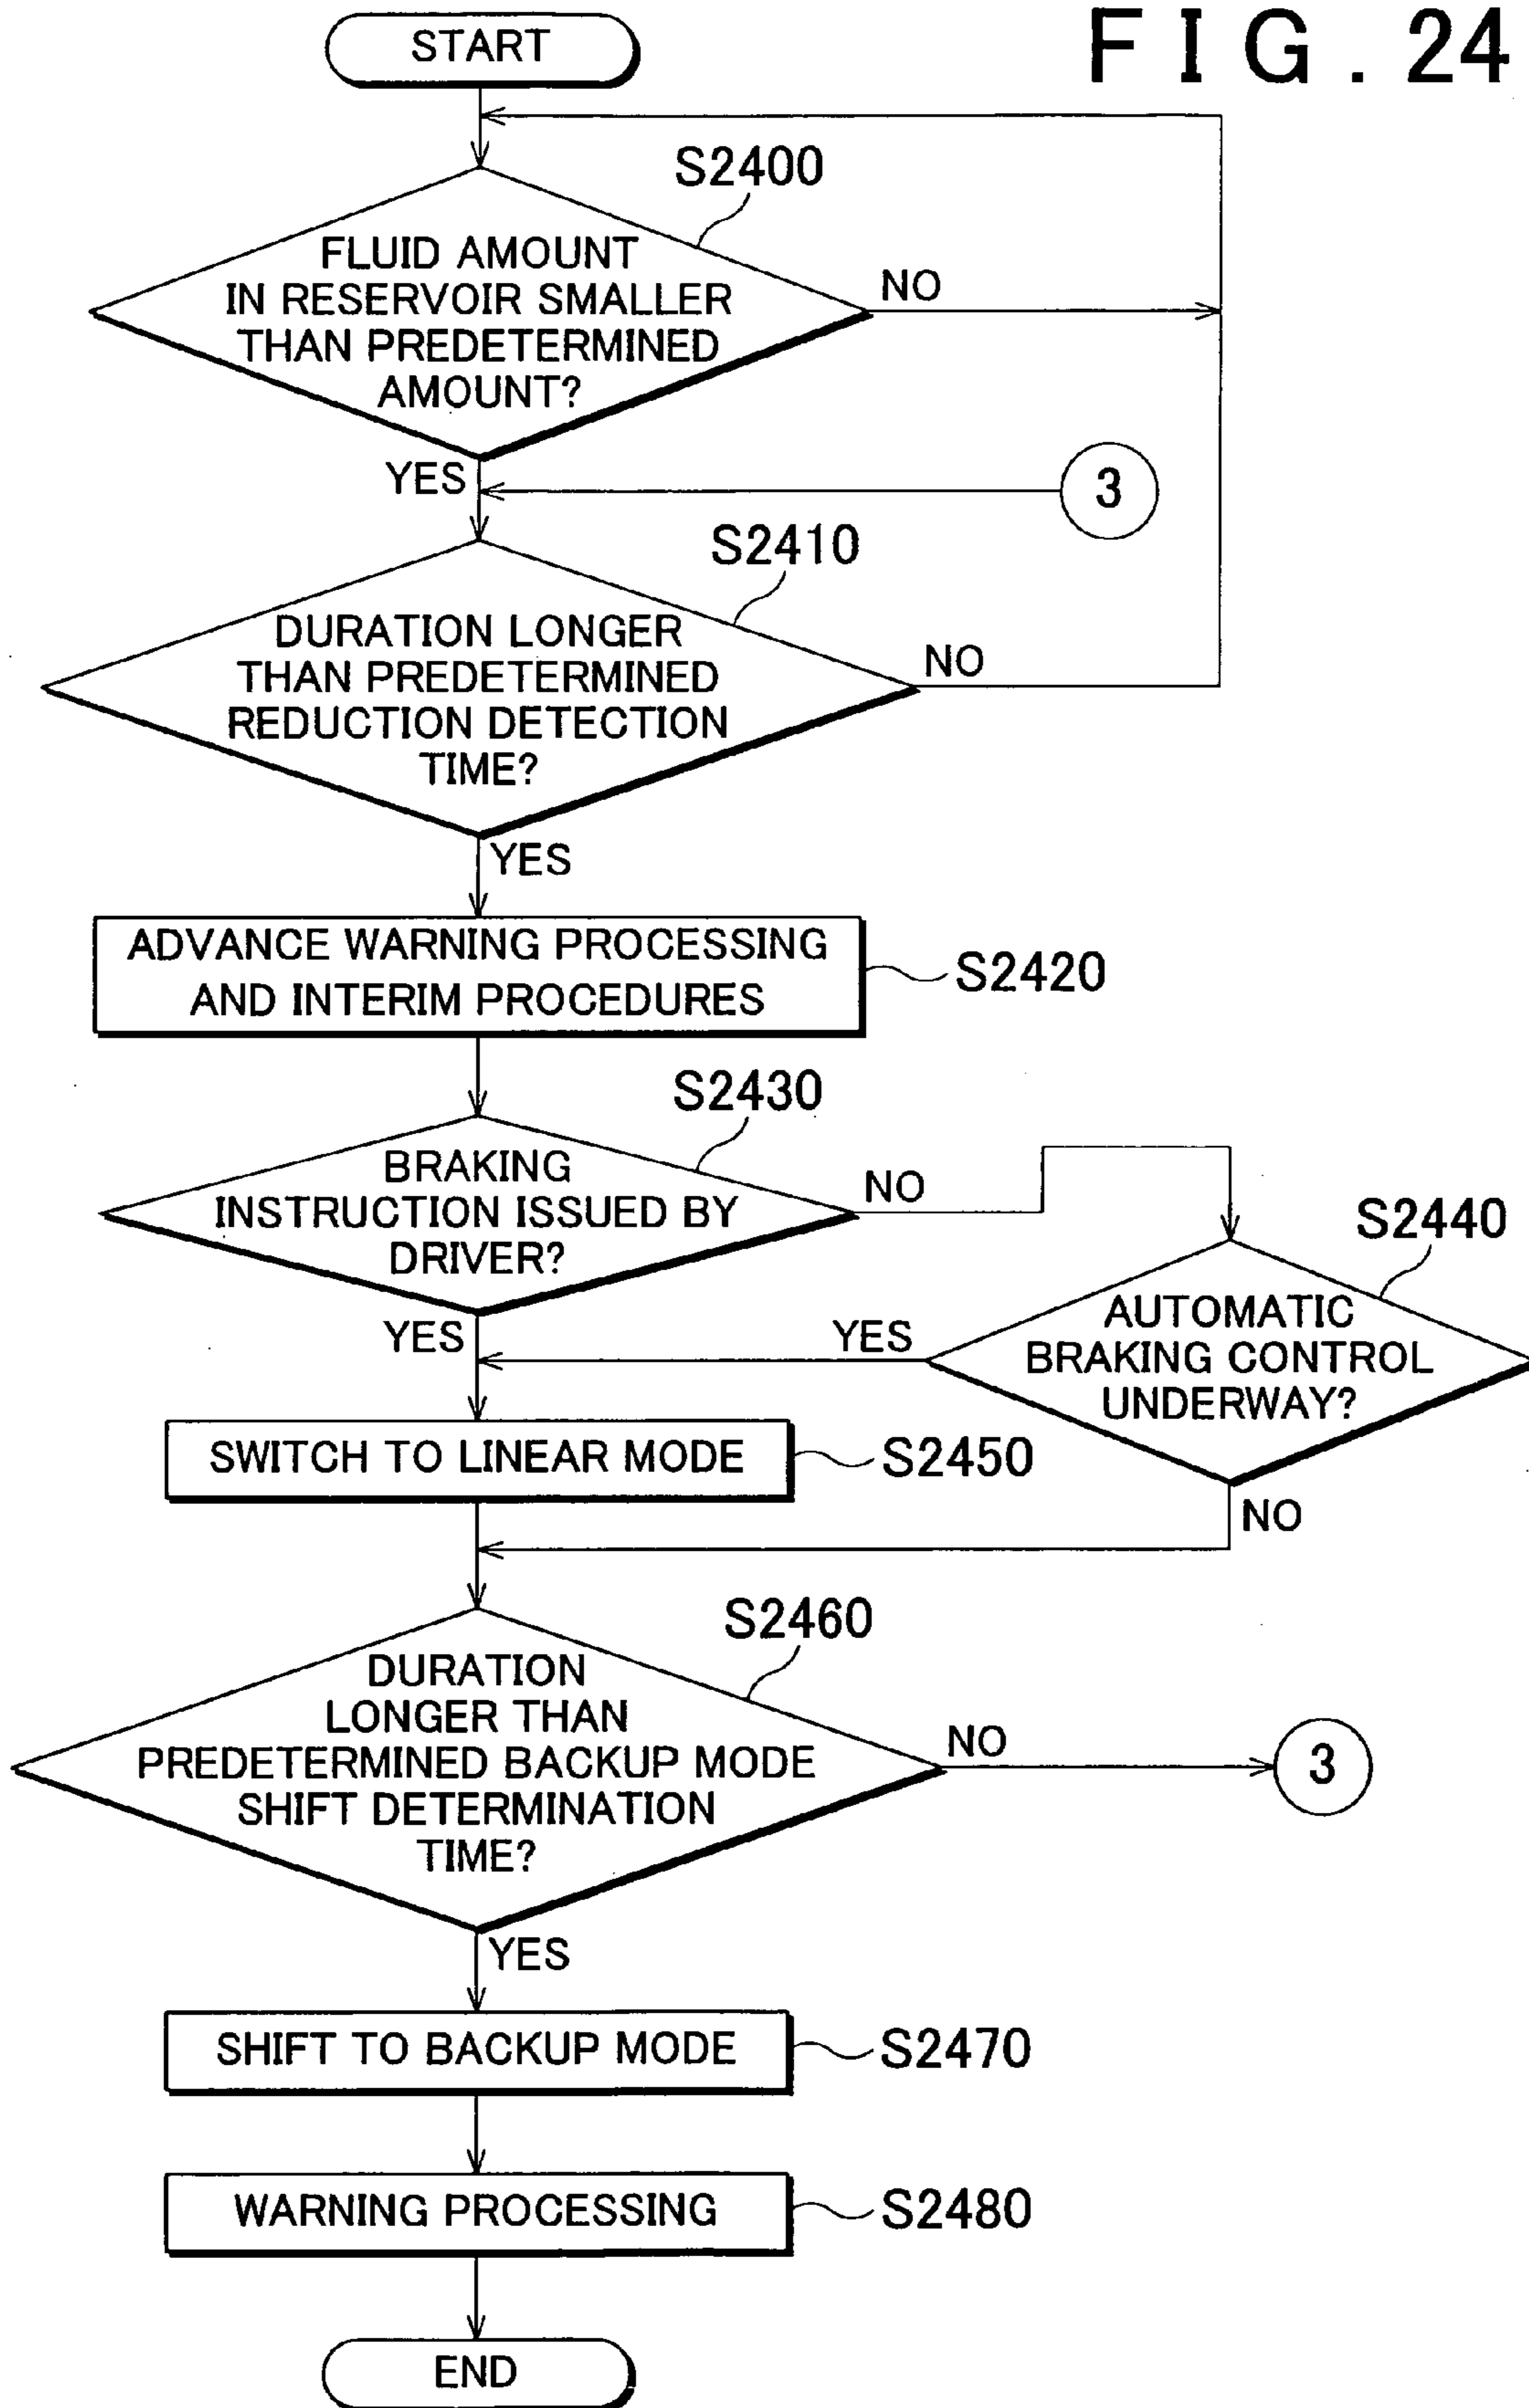 FIG. 24
START
S2400
FLUID AMOUNT
IN RESERVOIR SMALLER
THAN PREDETERMINED
AMOUNT?
NO
YES
3
S2410
DURATION LONGER
THAN PREDETERMINED
REDUCTION DETECTION
TIME?
NO
YES
ADVANCE WARNING PROCESSING
AND INTERIM PROCEDURES
S2420
S2430
BRAKING
INSTRUCTION ISSUED BY
DRIVER?
NO
YES
S2440
AUTOMATIC
BRAKING CONTROL
UNDERWAY?
YES
NO
SWITCH TO LINEAR MODE
S2450
S2460
DURATION
LONGER THAN
PREDETERMINED BACKUP MODE
SHIFT DETERMINATION
TIME?
NO
3
YES
SHIFT TO BACKUP MODE
S2470
WARNING PROCESSING
S2480
END